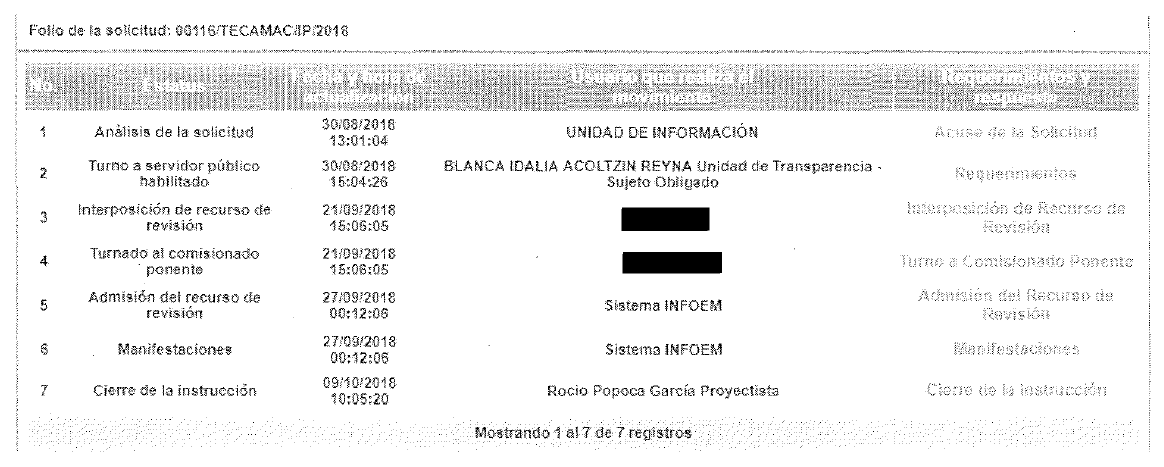 Folio de la solicitud: 00116/TECAMAC/IP/2018
No. Estatus Fecha y hora de actualización Usuario que realiza el movimiento Requerimientos y respuesta
1 Análisis de la solicitud 30/08/2018 13:01:04 UNIDAD DE INFORMACIÓN Acuse de la Solicitud
2 Turno a servidor público habilitado 30/08/2018 15:04:26 BLANCA IDALIA ACOLTZIN REYNA Unidad de Transparencia - Sujeto Obligado Requerimientos
3 Interposición de recurso de revisión 21/09/2018 15:06:05 Interposición de Recurso de Revisión
4 Turnado al comisionado ponente 21/09/2018 15:06:05 Turno a Comisionado Ponente
5 Admisión del recurso de revisión 27/09/2018 00:12:06 Sistema INFOEM Admisión del Recurso de Revisión
6 Manifestaciones 27/09/2018 00:12:06 Sistema INFOEM Manifestaciones
7 Cierre de la instrucción 09/10/2018 10:05:20 Rocio Popoca García Proyectista Cierre de la Instrucción
Mostrando 1 al 7 de 7 registros